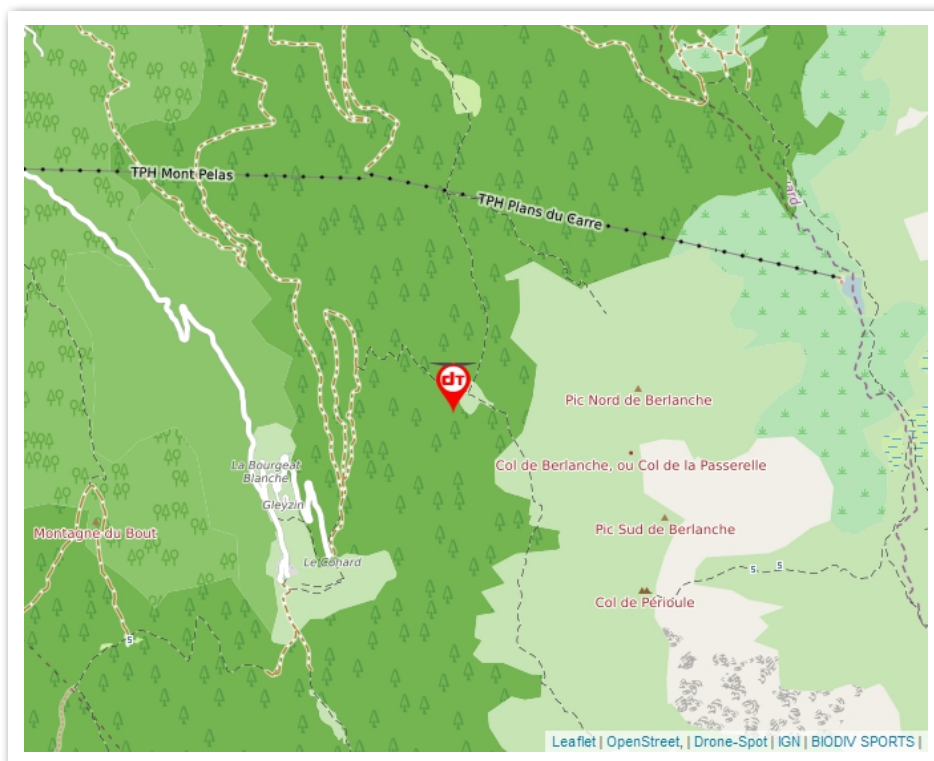 TPH Mont Pelas
TPH Plans du Carre
dT
Pic Nord de Berlanche
Col de Berlanche, ou Col de la Passerelle
La Bourgeat
Blanche
Gleyzin
Pic Sud de Berlanche
Montagne du Bout
Le Conard
5 5
Col de Périoule
5
Leaflet | OpenStreet, | Drone-Spot | IGN | BIODIV SPORTS |